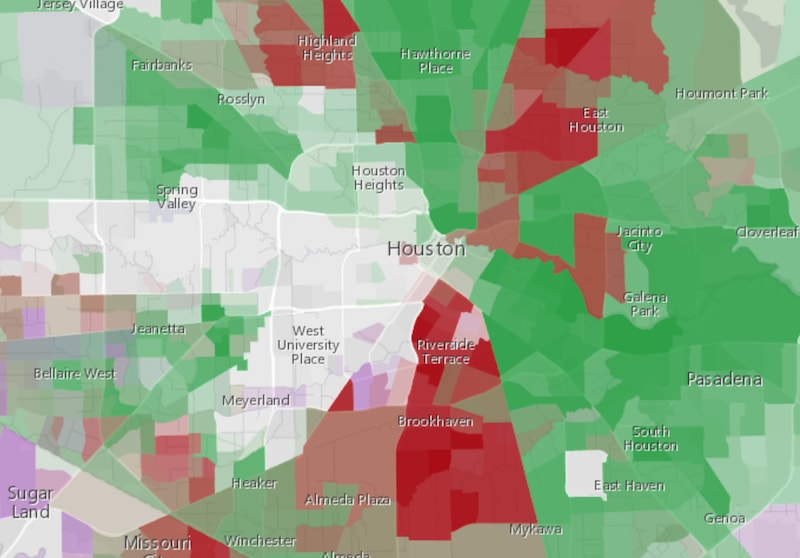 Jersey Village
Highland
Heights
Hawthorne
Place
Fairbanks
Rosslyn
Houmont Park
East
Houston
Houston
Heights
Spring
Valley
Houston
Jacinto
City
Cloverleaf
Galena
Park
Jeanetta
West
University
Place
Riverside
Terrace
Bellaire West
Pasadena
Meyerland
Brookhaven
South
Houston
Heaker
East Haven
Sugar
Land
Almeda Plaza
Genoa
Mykawa
Missouri
City
Winchester
Almeda